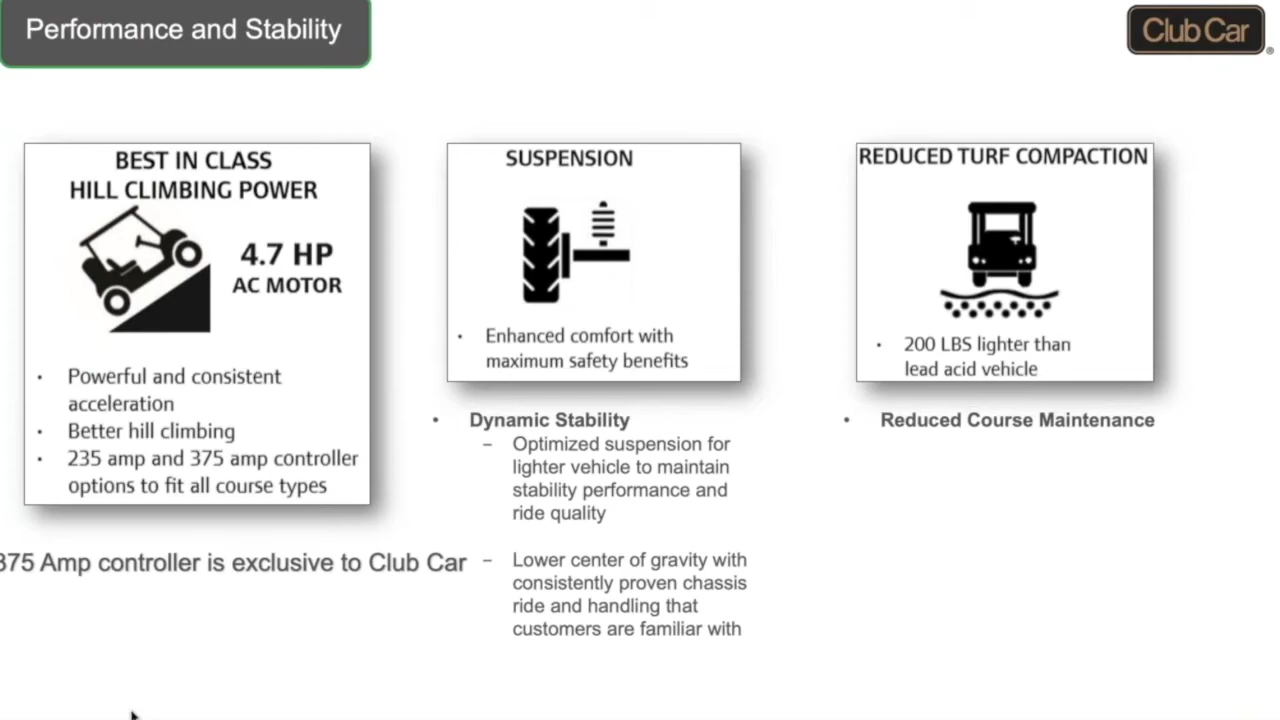 Performance and Stability
Club Car
®
BEST IN CLASS
HILL CLIMBING POWER
4.7 HP
AC MOTOR
· Powerful and consistent
acceleration
· Better hill climbing
· 235 amp and 375 amp controller
options to fit all course types
375 Amp controller is exclusive to Club Car
SUSPENSION
· Enhanced comfort with
maximum safety benefits
• Dynamic Stability
– Optimized suspension for
lighter vehicle to maintain
stability performance and
ride quality
– Lower center of gravity with
consistently proven chassis
ride and handling that
customers are familiar with
REDUCED TURF COMPACTION
· 200 LBS lighter than
lead acid vehicle
• Reduced Course Maintenance